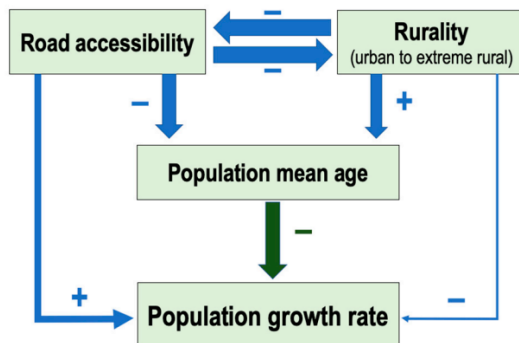 −
Road accessibility
Rurality
(urban to extreme rural)
−
−
+
Population mean age
−
+
−
Population growth rate